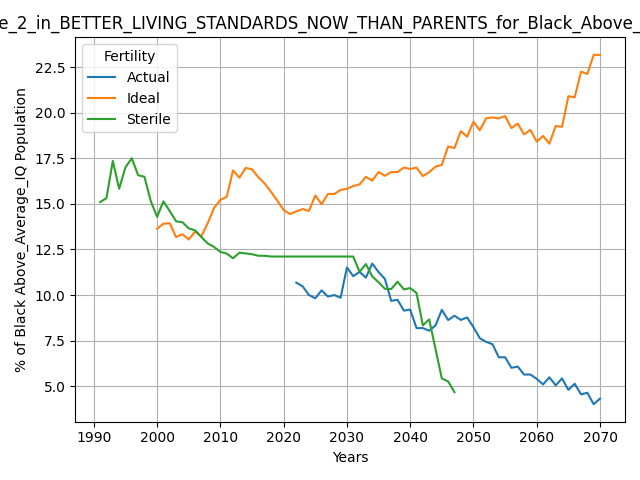 e_2_in_BETTER_LIVING_STANDARDS_NOW_THAN_PARENTS_for_Black_Above_
Fertility
Actual
Ideal
Sterile
% of Black Above_Average_IQ Population
22.5
20.0
17.5
15.0
12.5
10.0
7.5
5.0
1990 2000 2010 2020 2030 2040 2050 2060 2070
Years